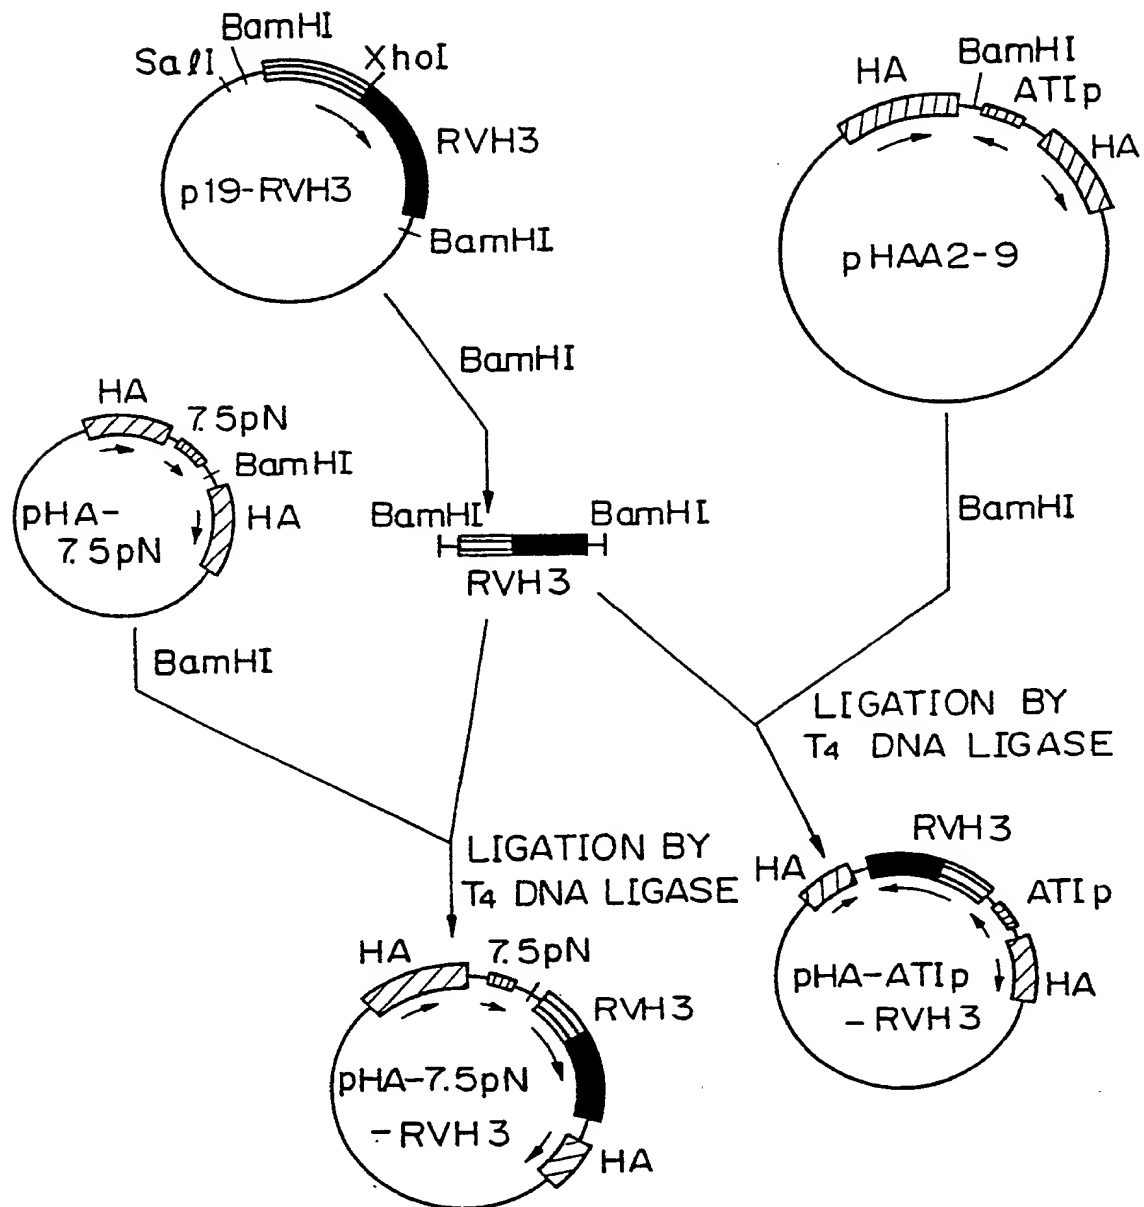 BamHI
SalI
XhoI
RVH3
p19-RVH3
BamHI
HA
BamHI
ATIp
HA
pHAA2-9
BamHI
HA
7.5pN
BamHI
HA
pHA-
7.5pN
BamHI
BamHI
RVH3
BamHI
BamHI
LIGATION BY
T4 DNA LIGASE
LIGATION BY
T4 DNA LIGASE
RVH3
HA
ATIp
HA
pHA-ATIp
-RVH3
HA
7.5pN
RVH3
pHA-7.5pN
-RVH3
HA